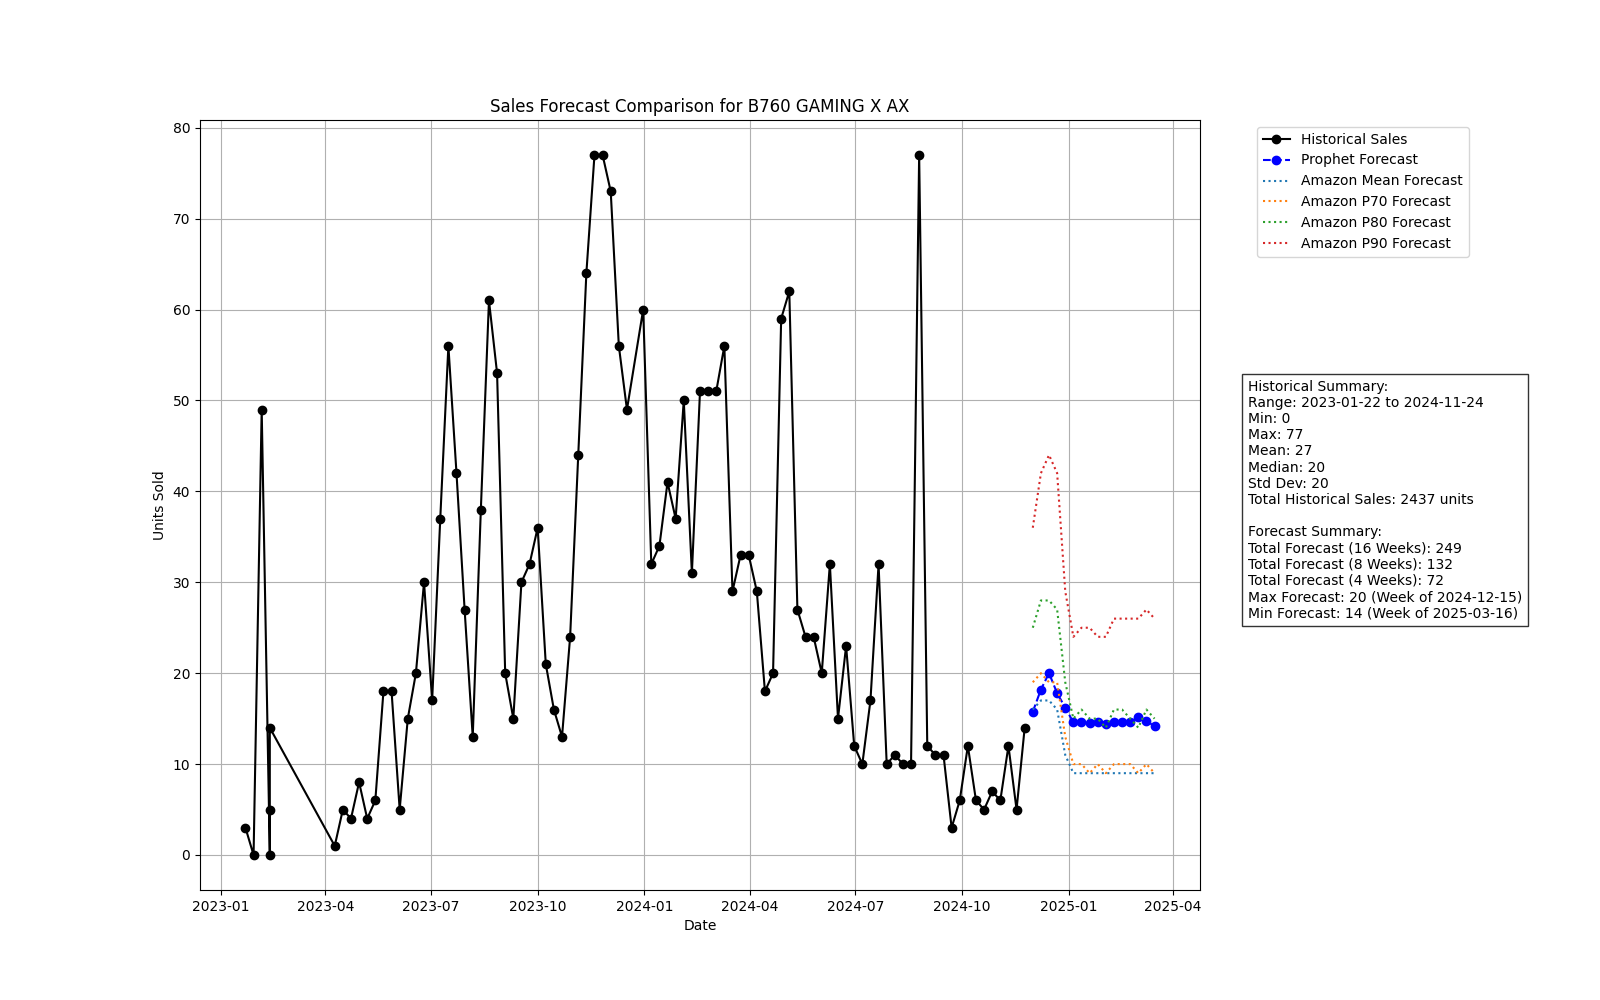 Sales Forecast Comparison for B760 GAMING X AX
80
70
60
50
40
30
20
10
0
Units Sold
2023-01
2023-04
2023-07
2023-10
2024-01
2024-04
2024-07
2024-10
2025-01
2025-04
Date
Historical Sales
Prophet Forecast
Amazon Mean Forecast
Amazon P70 Forecast
Amazon P80 Forecast
Amazon P90 Forecast
Historical Summary:
Range: 2023-01-22 to 2024-11-24
Min: 0
Max: 77
Mean: 27
Median: 20
Std Dev: 20
Total Historical Sales: 2437 units
Forecast Summary:
Total Forecast (16 Weeks): 249
Total Forecast (8 Weeks): 132
Total Forecast (4 Weeks): 72
Max Forecast: 20 (Week of 2024-12-15)
Min Forecast: 14 (Week of 2025-03-16)